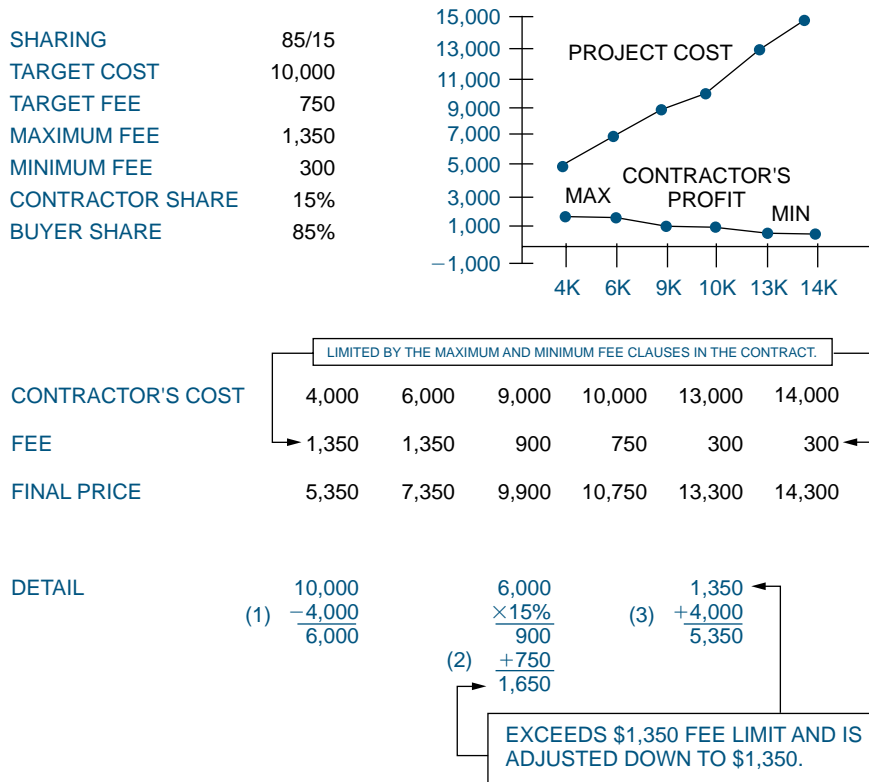 SHARING 85/15
TARGET COST 10,000
TARGET FEE 750
MAXIMUM FEE 1,350
MINIMUM FEE 300
CONTRACTOR SHARE 15%
BUYER SHARE 85%
15,000
13,000
11,000
9,000
7,000
5,000
3,000
1,000
−1,000
PROJECT COST
MAX
CONTRACTOR'S
PROFIT
MIN
4K 6K 9K 10K 13K 14K
LIMITED BY THE MAXIMUM AND MINIMUM FEE CLAUSES IN THE CONTRACT.
CONTRACTOR'S COST 4,000 6,000 9,000 10,000 13,000 14,000
FEE 1,350 1,350 900 750 300 300
FINAL PRICE 5,350 7,350 9,900 10,750 13,300 14,300
DETAIL
(1)
10,000
−4,000
6,000
6,000
×15%
900
(2) +750
1,650
1,350
(3) +4,000
5,350
EXCEEDS $1,350 FEE LIMIT AND IS
ADJUSTED DOWN TO $1,350.